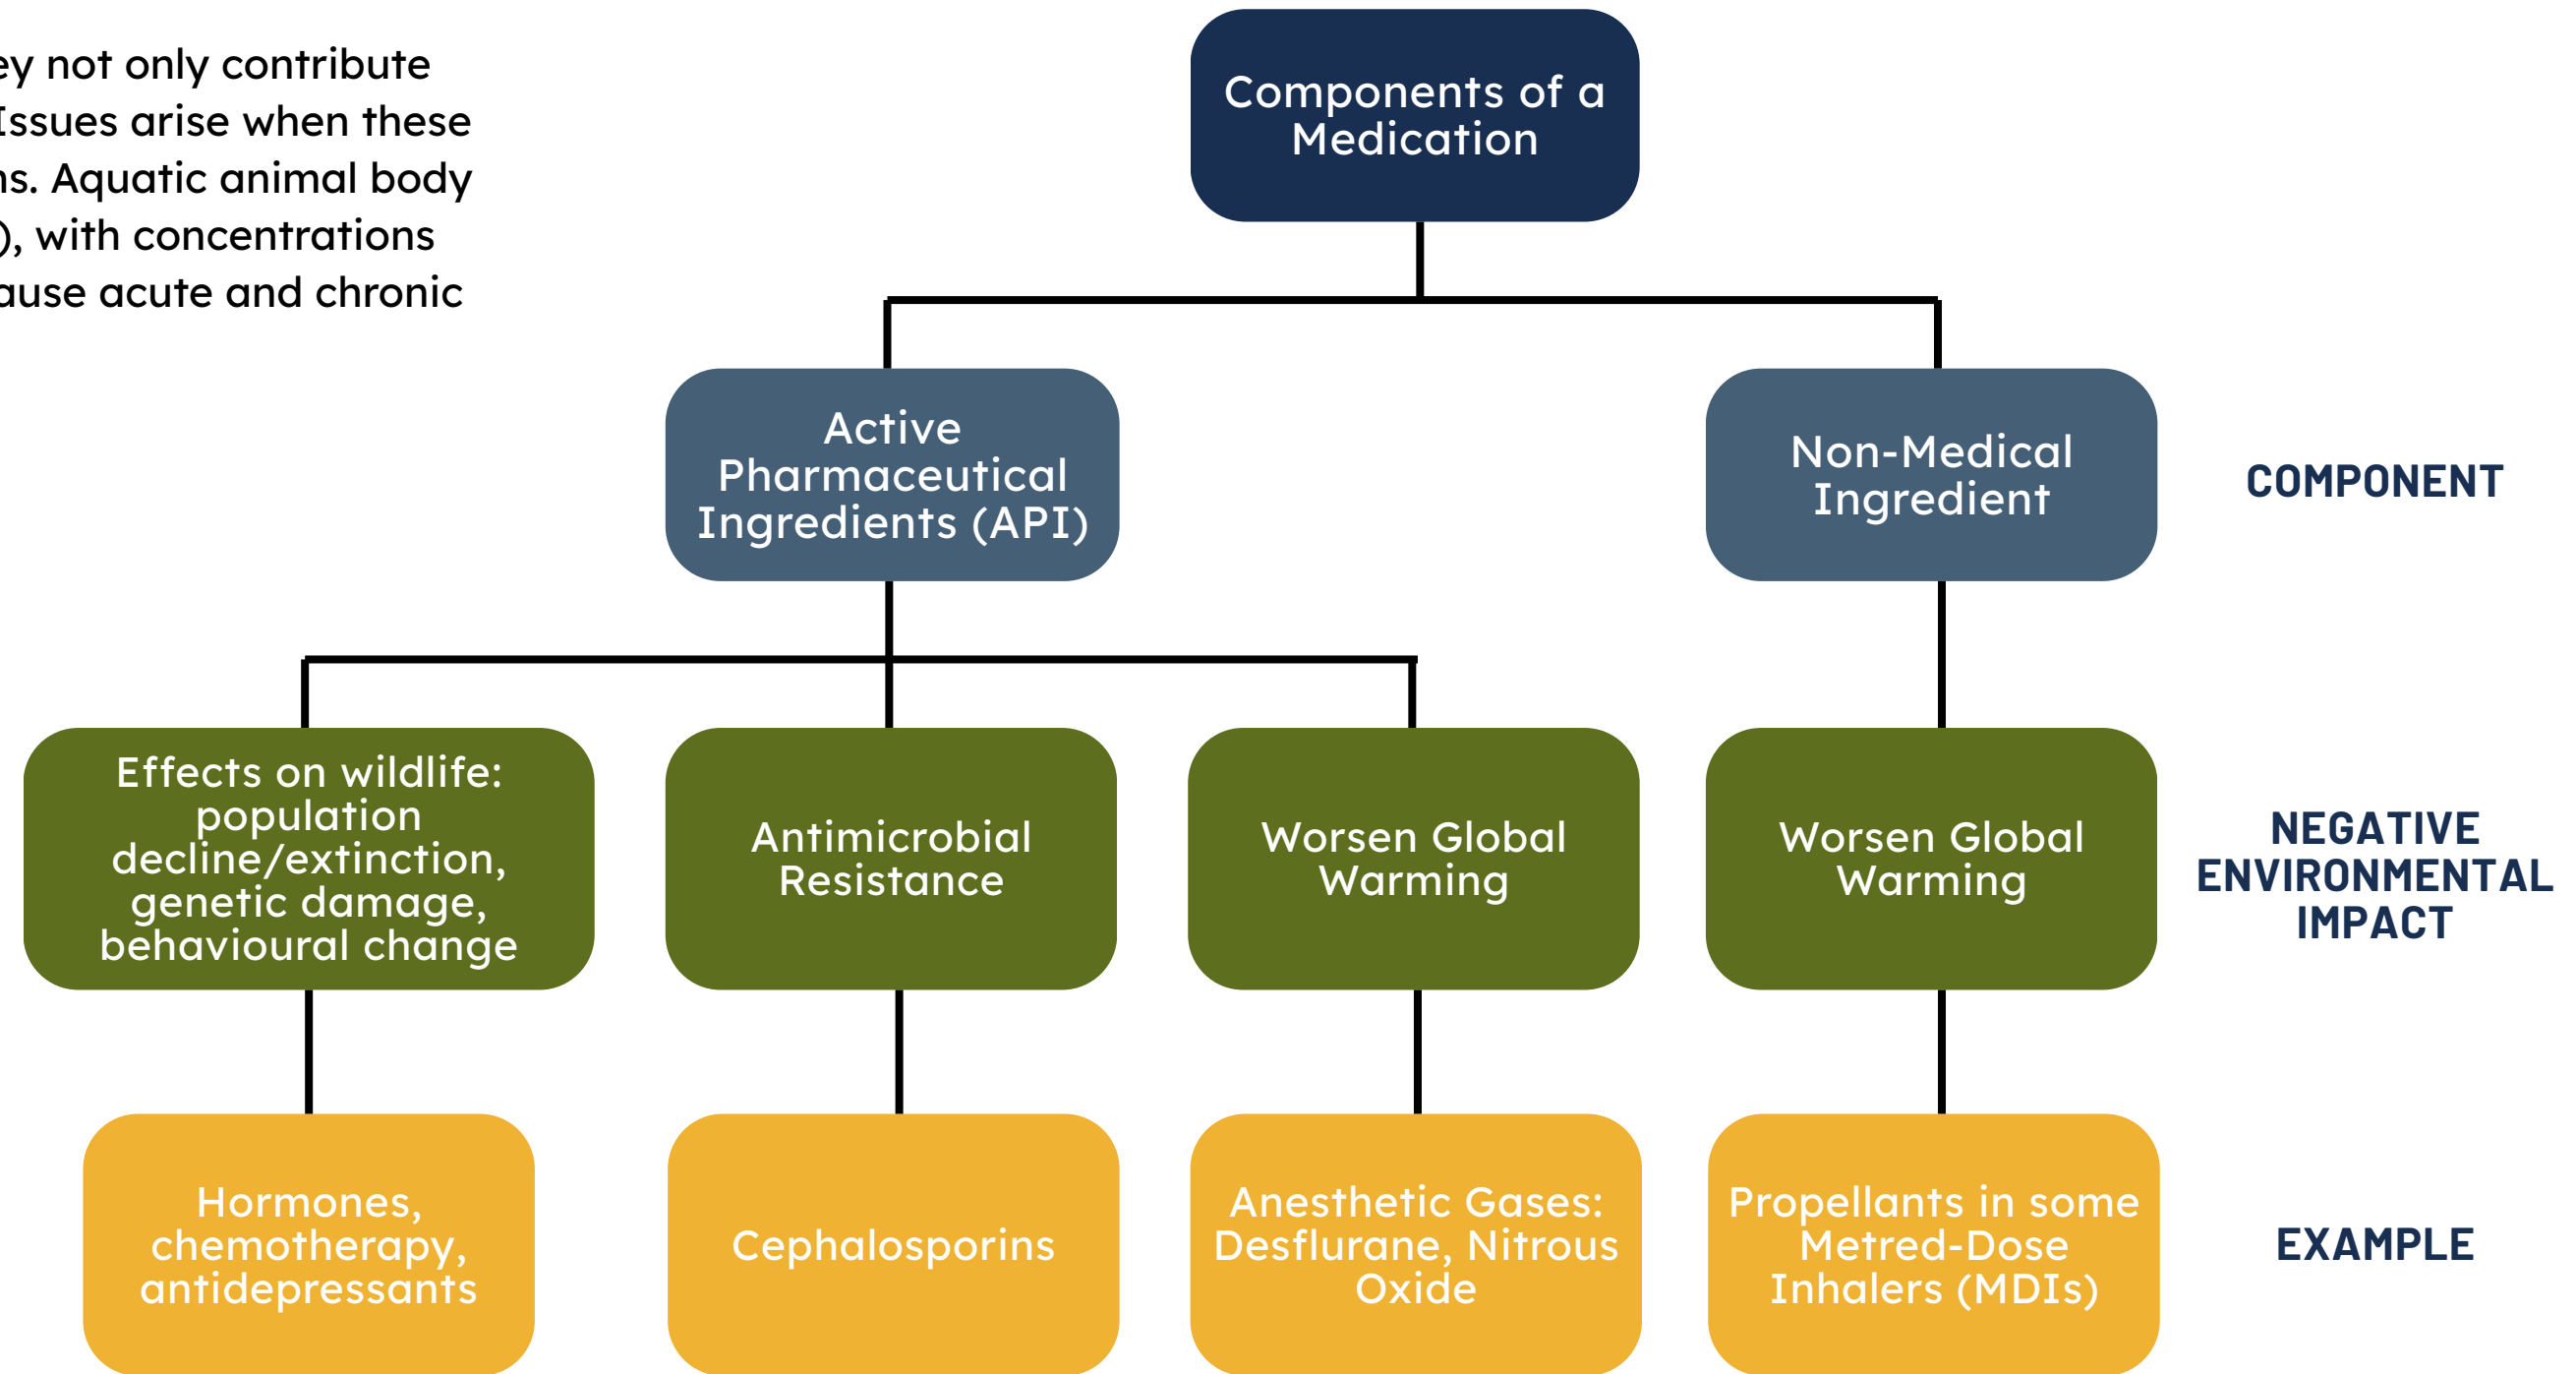 ey not only contribute
Issues arise when these
ns. Aquatic animal body
), with concentrations
ause acute and chronic
Components of a
Medication
Active
Pharmaceutical
Ingredients (API)
Non-Medical
Ingredient
COMPONENT
Effects on wildlife:
population
decline/extinction,
genetic damage,
behavioural change
Antimicrobial
Resistance
Worsen Global
Warming
Worsen Global
Warming
NEGATIVE
ENVIRONMENTAL
IMPACT
Hormones,
chemotherapy,
antidepressants
Cephalosporins
Anesthetic Gases:
Desflurane, Nitrous
Oxide
Propellants in some
Metred-Dose
Inhalers (MDIs)
EXAMPLE